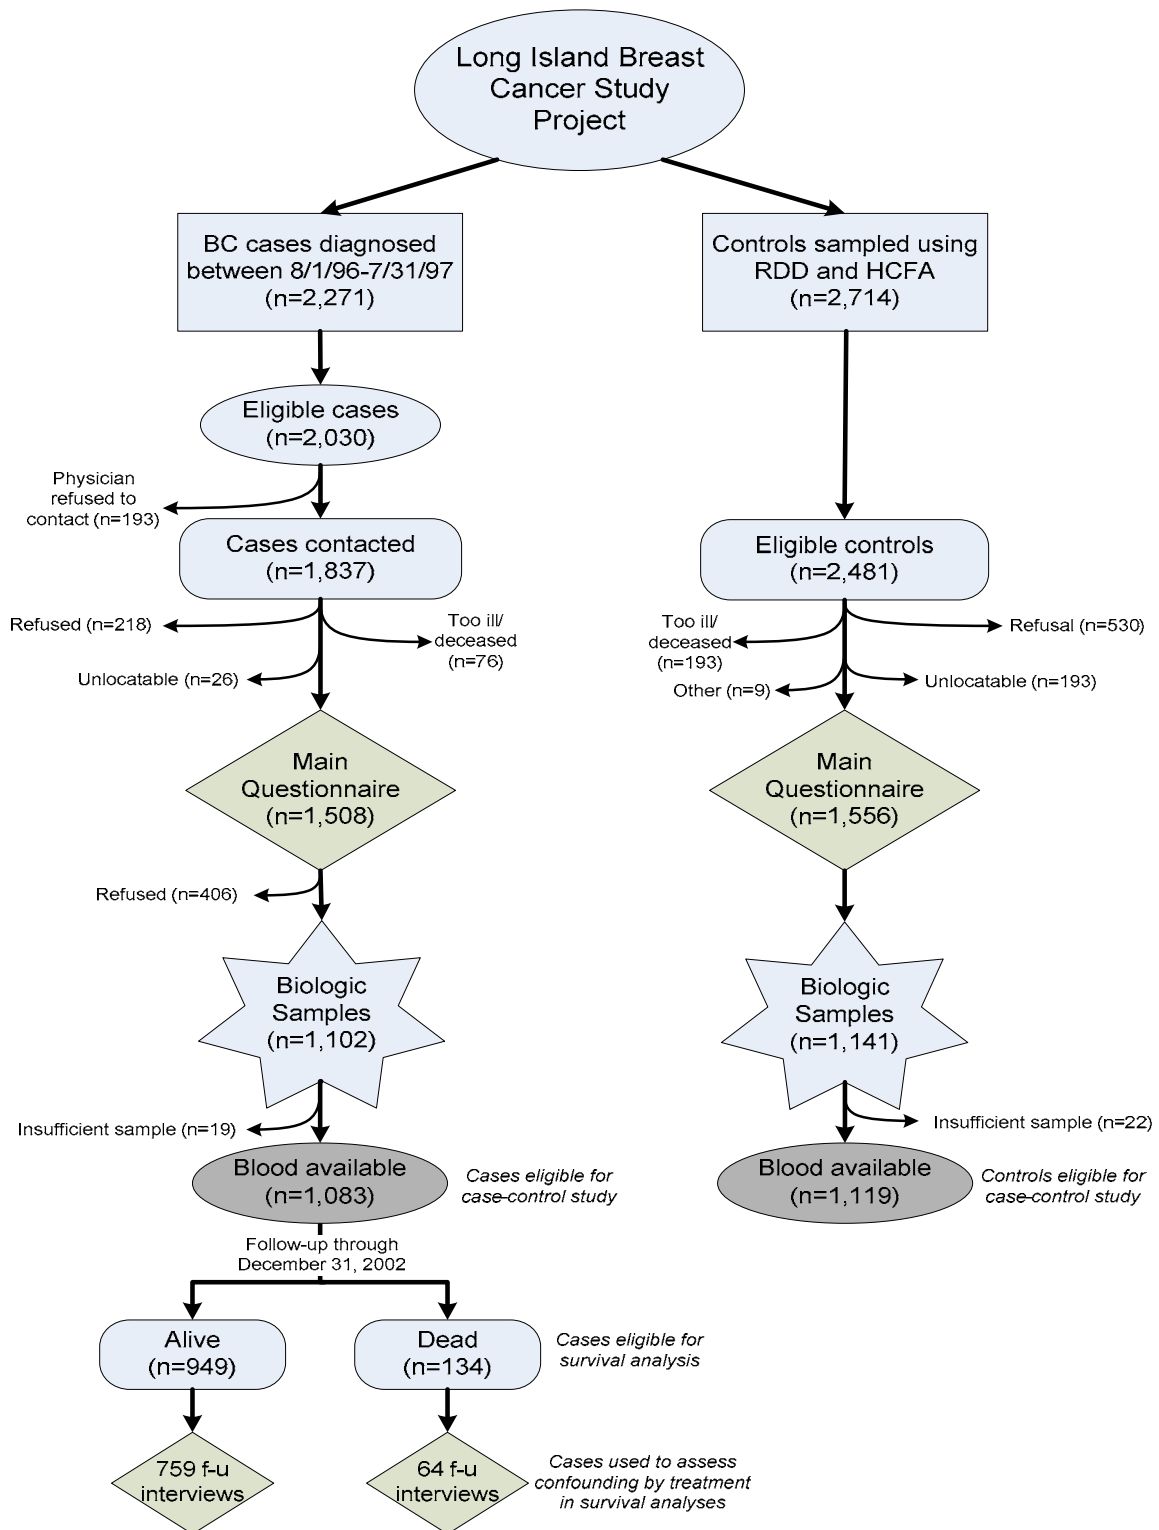 Long Island Breast
Cancer Study
Project
BC cases diagnosed
between 8/1/96-7/31/97
(n=2,271)
Controls sampled using
RDD and HCFA
(n=2,714)
Eligible cases
(n=2,030)
Physician
refused to
contact (n=193)
Cases contacted
(n=1,837)
Eligible controls
(n=2,481)
Refused (n=218)
Too ill/
deceased
(n=76)
Unlocatable (n=26)
Too ill/
deceased
(n=193)
Refusal (n=530)
Other (n=9)
Unlocatable (n=193)
Main
Questionnaire
(n=1,508)
Main
Questionnaire
(n=1,556)
Refused (n=406)
Biologic
Samples
(n=1,102)
Biologic
Samples
(n=1,141)
Insufficient sample (n=19)
Insufficient sample (n=22)
Blood available
(n=1,083)
Cases eligible for
case-control study
Blood available
(n=1,119)
Controls eligible for
case-control study
Follow-up through
December 31, 2002
Alive
(n=949)
Dead
(n=134)
Cases eligible for
survival analysis
759 f-u
interviews
64 f-u
interviews
Cases used to assess
confounding by treatment
in survival analyses